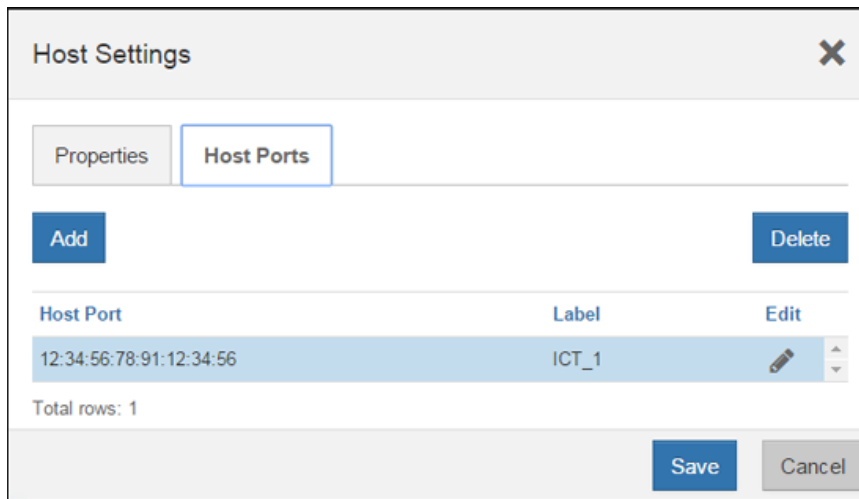 Host Settings
Properties Host Ports
Add Delete
Host Port Label Edit
12:34:56:78:91:12:34:56 ICT_1
Total rows: 1
Save Cancel